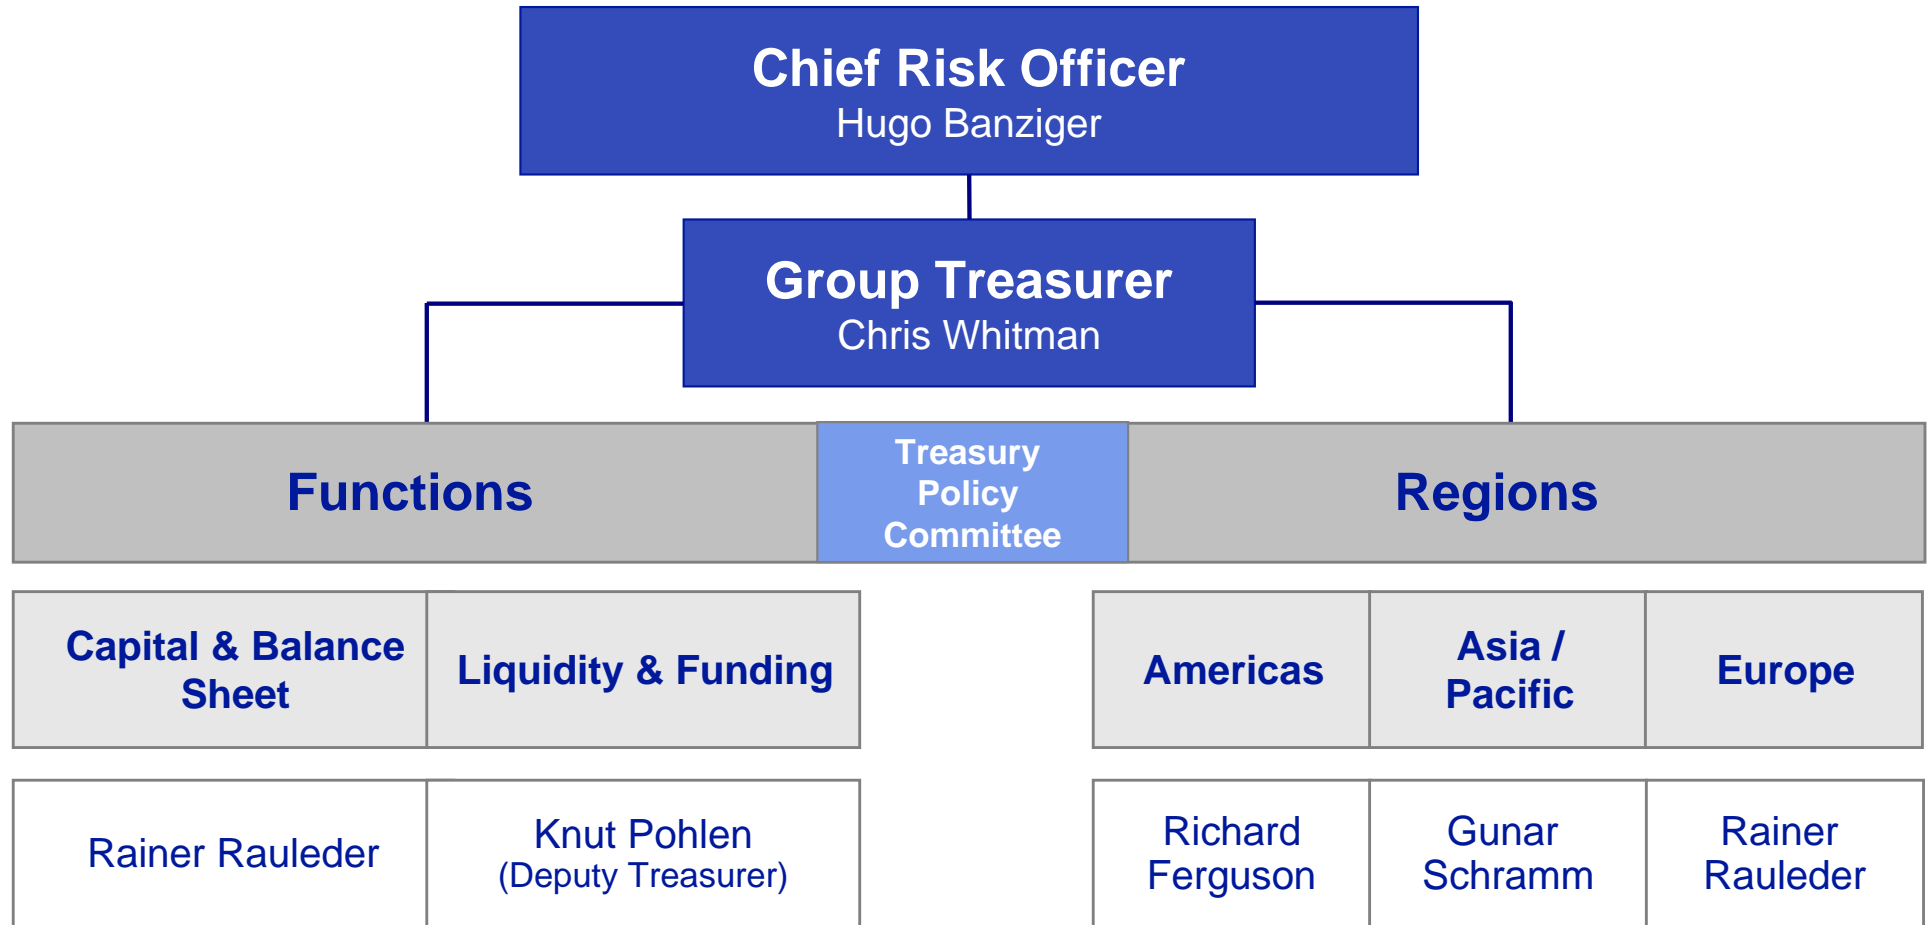 Chief Risk Officer
Hugo Banziger
Group Treasurer
Chris Whitman
Functions
Treasury
Policy
Committee
Regions
Capital & Balance
Sheet
Liquidity & Funding
Americas
Asia /
Pacific
Europe
Rainer Rauleder
Knut Pohlen
(Deputy Treasurer)
Richard
Ferguson
Gunar
Schramm
Rainer
Rauleder